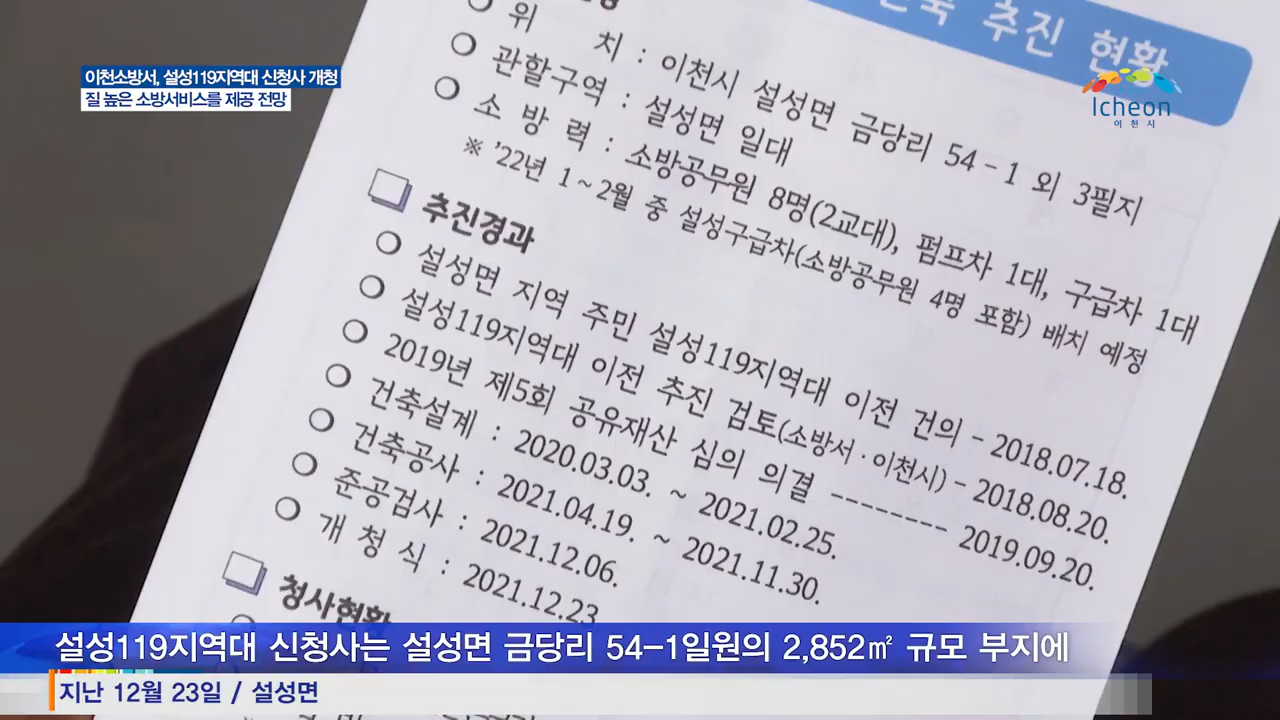 이천소방서, 설성119지역대 신청사 개청
질 높은 소방서비스를 제공 전망
추진 현황
Icheon
이천시
○ 위 치 : 이천시 설성면 금당리 54-1 외 3필지
○ 관할구역 : 설성면 일대
○ 소 방 력 : 소방공무원 8명(2교대), 펌프차 1대, 구급차 1대
※ '22년 1~2월 중 설성구급차(소방공무원 4명 포함) 배치 예정
❏ 추진경과
○ 설성면 지역 주민 설성119지역대 이전 건의 - 2018.07.18.
○ 설성119지역대 이전 추진 검토(소방서·이천시) - 2018.08.20.
○ 2019년 제5회 공유재산 심의 의결 -------- 2019.09.20.
○ 건축설계 : 2020.03.03. ~ 2021.02.25.
○ 건축공사 : 2021.04.19. ~ 2021.11.30.
○ 준공검사 : 2021.12.06.
○ 개 청 식 : 2021.12.23.
❏ 청사현황
설성119지역대 신청사는 설성면 금당리 54-1일원의 2,852㎡ 규모 부지에
지난 12월 23일 / 설성면